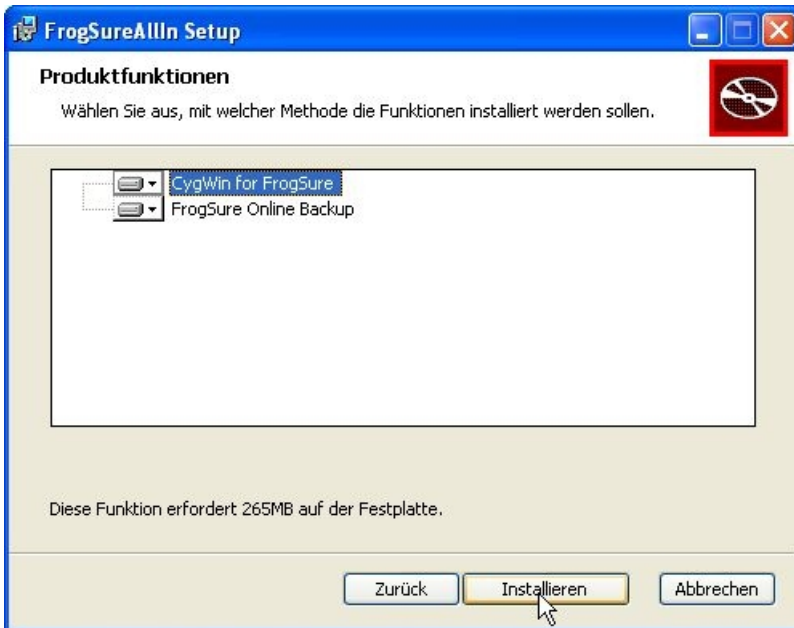 FrogSureAllIn Setup
Produktfunktionen
Wählen Sie aus, mit welcher Methode die Funktionen installiert werden sollen.
CygWin for FrogSure
FrogSure Online Backup
Diese Funktion erfordert 265MB auf der Festplatte.
Zurück
Installieren
Abbrechen